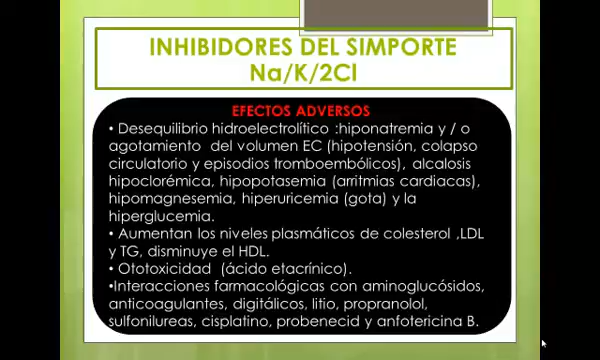 INHIBIDORES DEL SIMPORTE
Na/K/2Cl
EFECTOS ADVERSOS
• Desequilibrio hidroelectrolítico :hiponatremia y / o
agotamiento del volumen EC (hipotensión, colapso
circulatorio y episodios tromboembólicos), alcalosis
hipoclorémica, hipopotasemia (arritmias cardiacas),
hipomagnesemia, hiperuricemia (gota) y la
hiperglucemia.
• Aumentan los niveles plasmáticos de colesterol ,LDL
y TG, disminuye el HDL.
• Ototoxicidad (ácido etacrínico).
•Interacciones farmacológicas con aminoglucósidos,
anticoagulantes, digitálicos, litio, propranolol,
sulfonilureas, cisplatino, probenecid y anfotericina B.